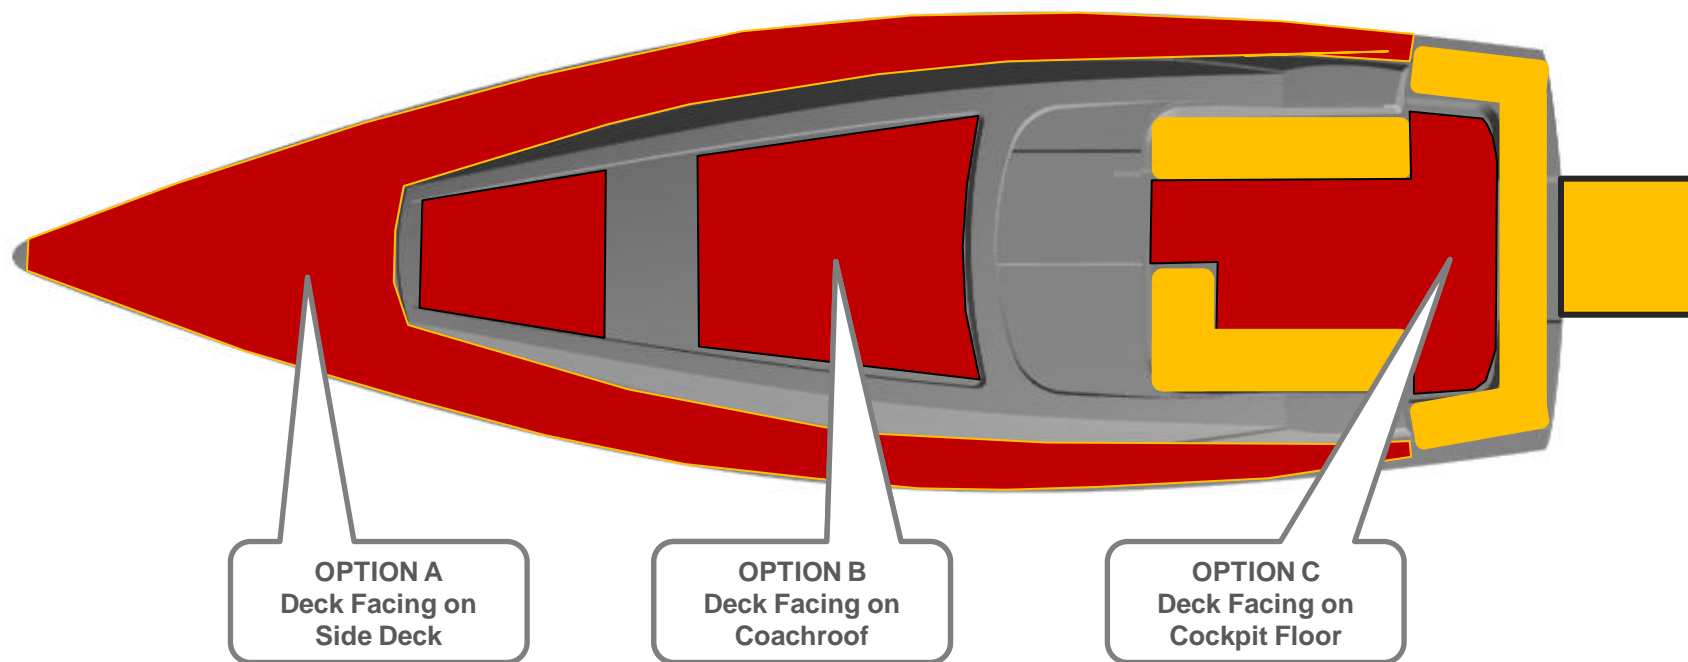 OPTION A
Deck Facing on
Side Deck
OPTION B
Deck Facing on
Coachroof
OPTION C
Deck Facing on
Cockpit Floor